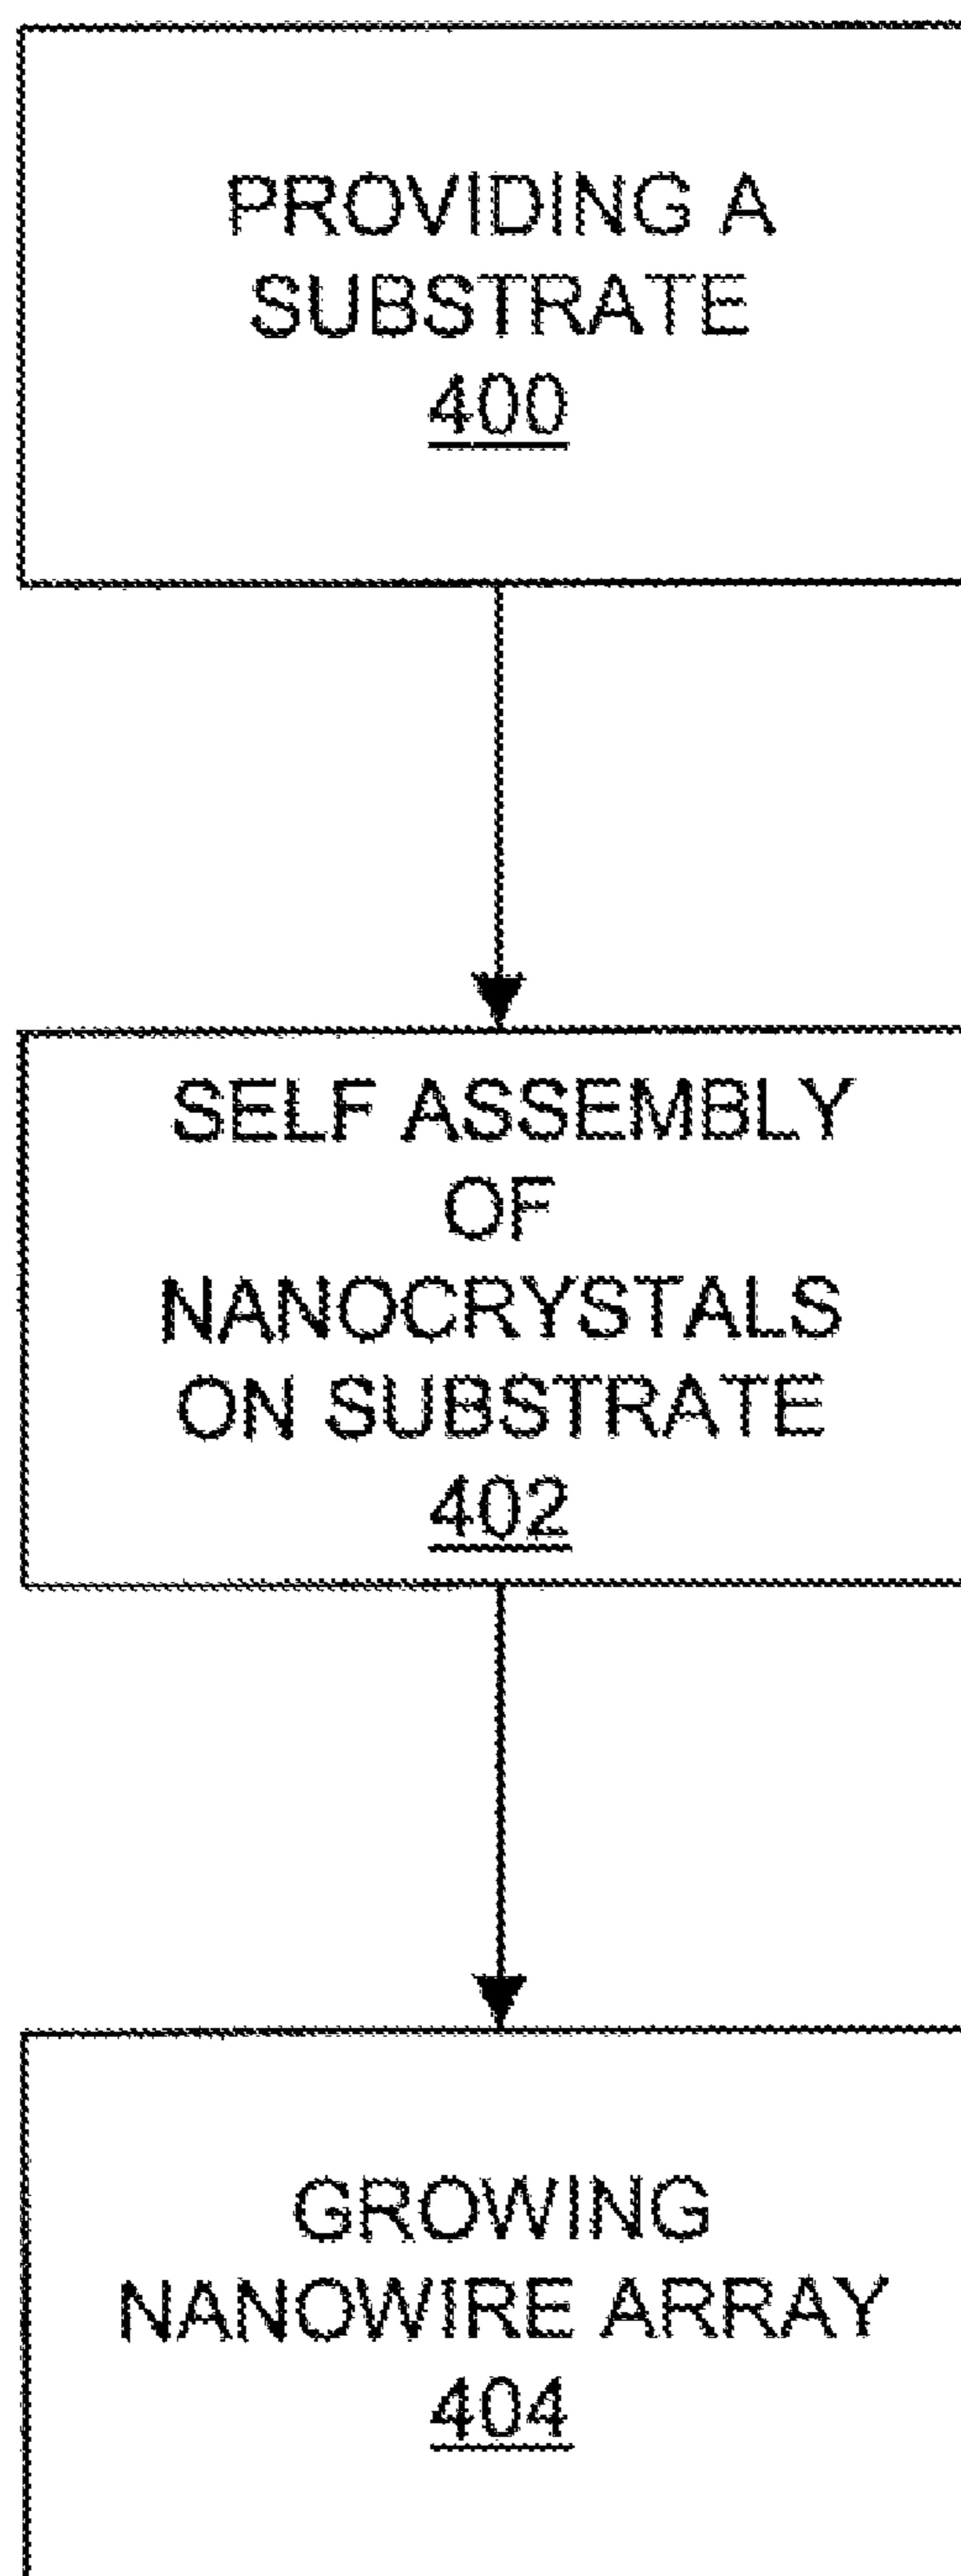 PROVIDING A
SUBSTRATE
400
SELF ASSEMBLY
OF
NANOCRYSTALS
ON SUBSTRATE
402
GROWING
NANOWIRE ARRAY
404